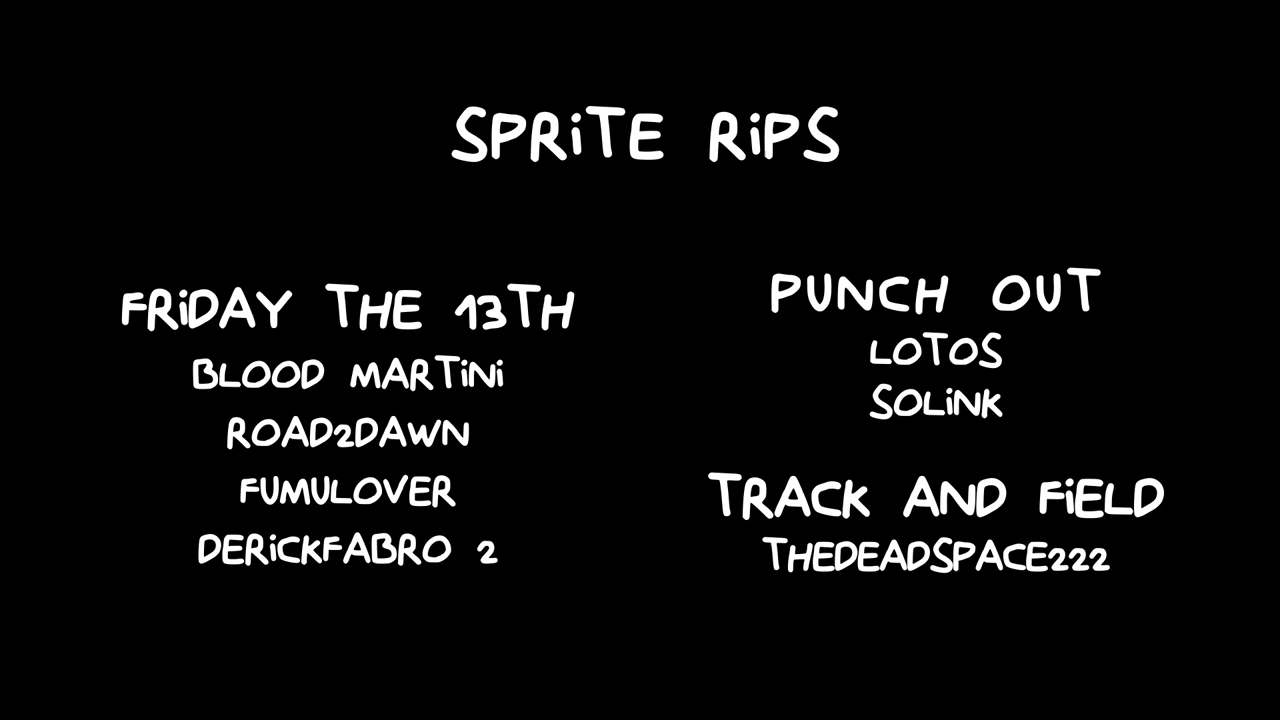 SPRiTE RiPS
FRiDAY THE 13TH
BLOOD MARTiNi
ROAD2DAWN
FUMULOVER
DERiCKFABRO 2
PUNCH OUT
LOTOS
SOLiNK
TRACK AND FiELD
THEDEADSPACE222